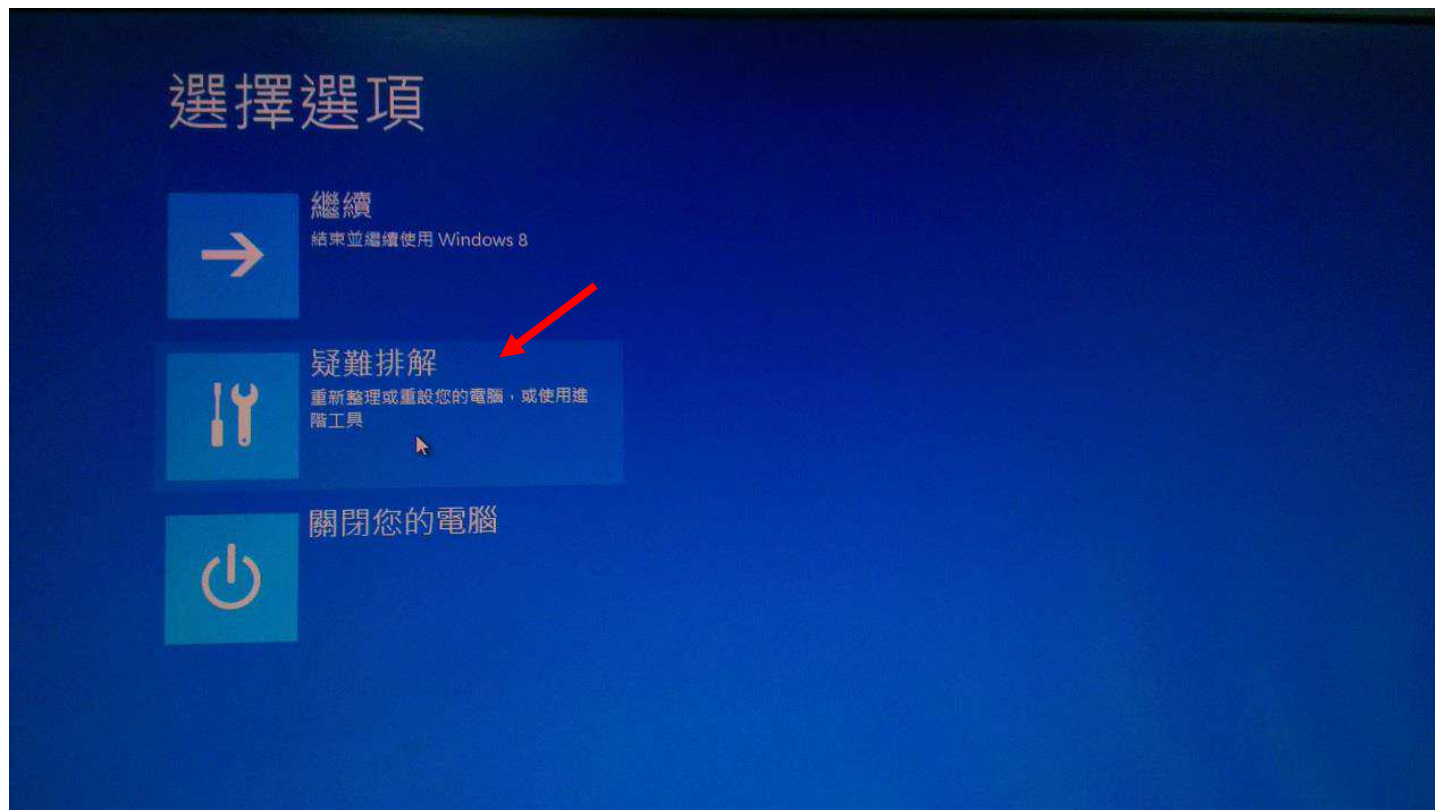 選擇選項
繼續
結束並繼續使用 Windows 8
疑難排解
重新整理或重設您的電腦，或使用進
階工具
關閉您的電腦